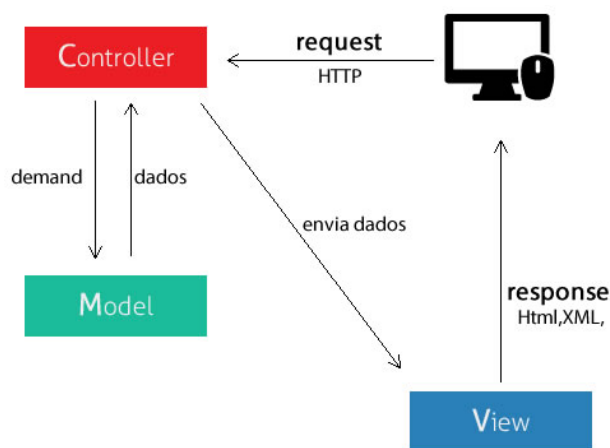 Controller
request
HTTP
demand
dados
envia dados
Model
response
Html,XML,
View